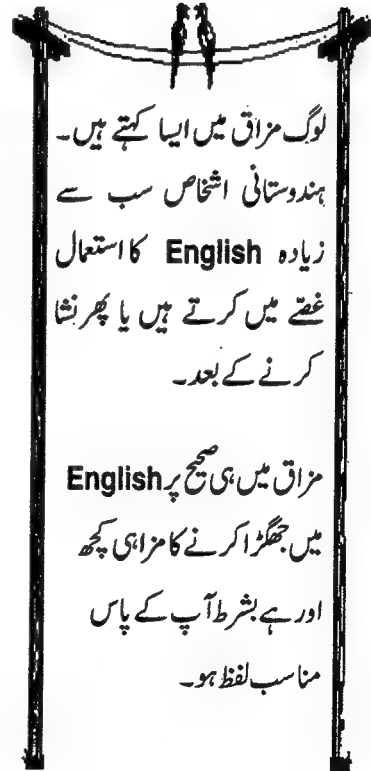 لوگ مزاق میں ایسا کہتے ہیں۔
ہندوستانی اشخاص سب سے
زیادہ English کا استعمال
غصّے میں کرتے ہیں یا پھر نشا
کرنے کے بعد۔
مزاق میں ہی صحیح پر English
میں جھگڑا کرنے کا مزا ہی کچھ
اور ہے بشرط آپ کے پاس
مناسب لفظ ہو۔